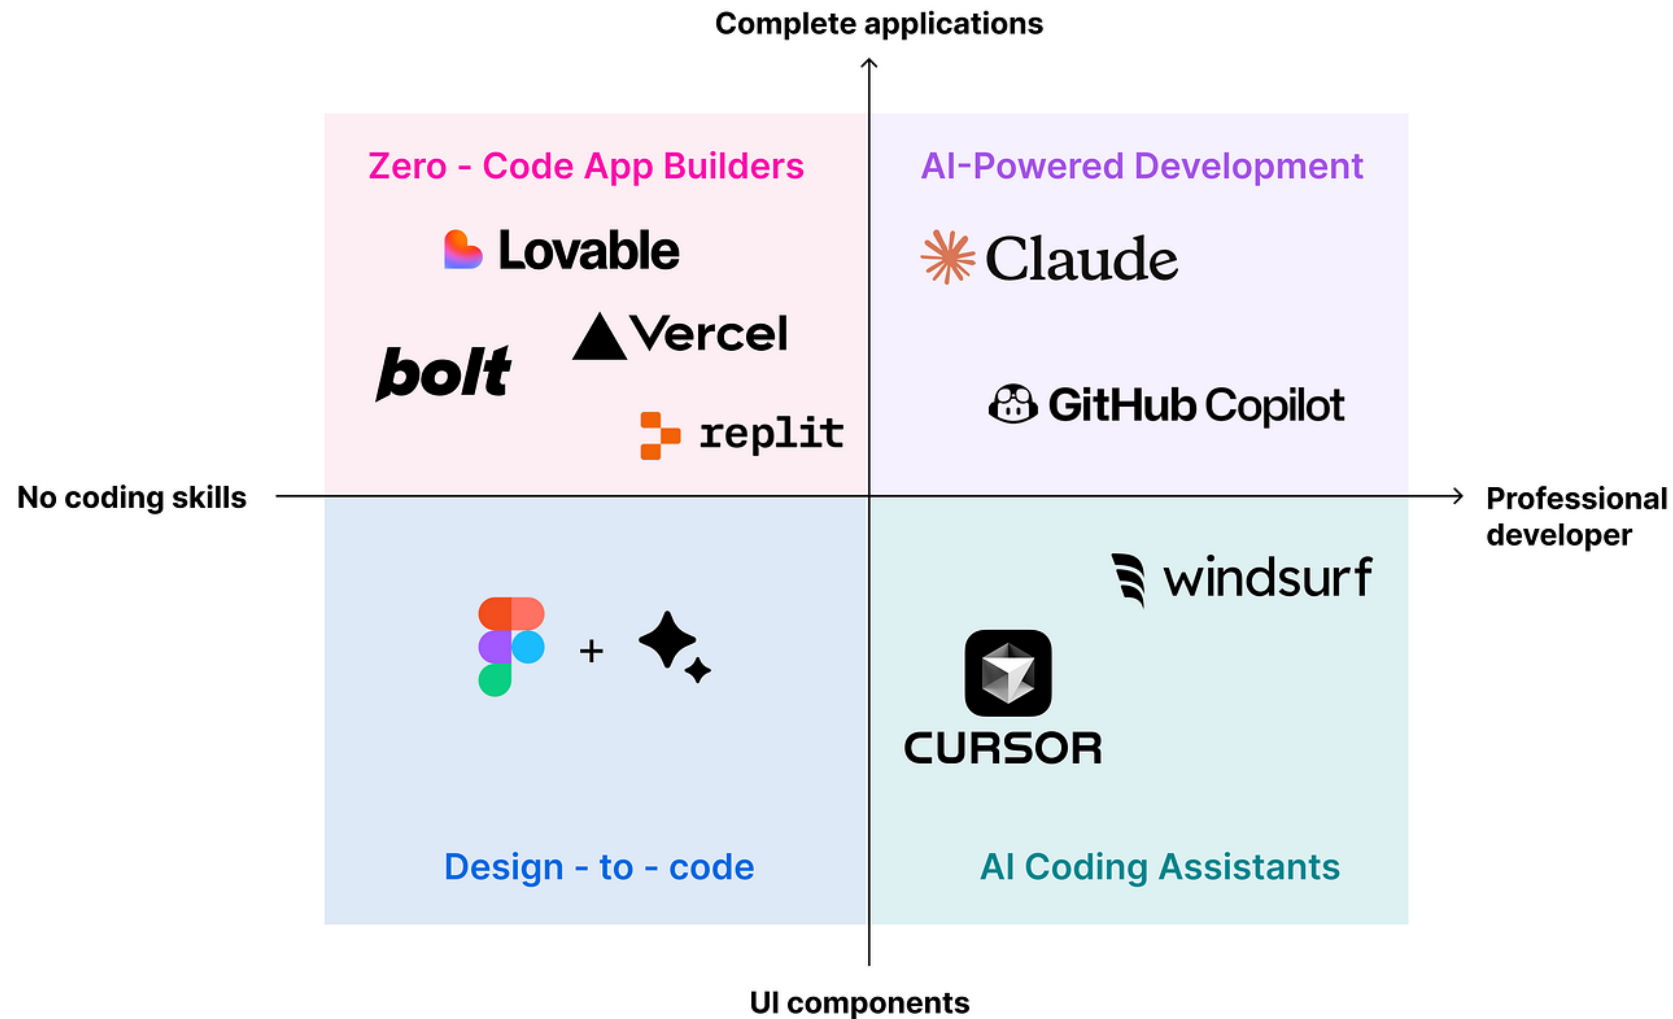 Complete applications
Zero - Code App Builders
AI-Powered Development
Lovable
Claude
Vercel
bolt
GitHub Copilot
replit
No coding skills
Professional
developer
windsurf
+
CURSOR
Design - to - code
AI Coding Assistants
UI components